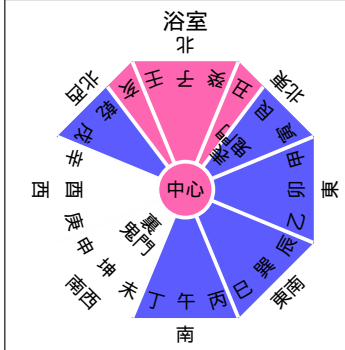 浴室
北
壬 子 癸
北西
亥
乾
戌
丑
北東
艮
寅
表鬼門
西
辛
酉
庚
中心
甲
卯
乙
東
裏
鬼門
申
坤
未
南西
丁 午 丙
南
巳
巽
辰
東南